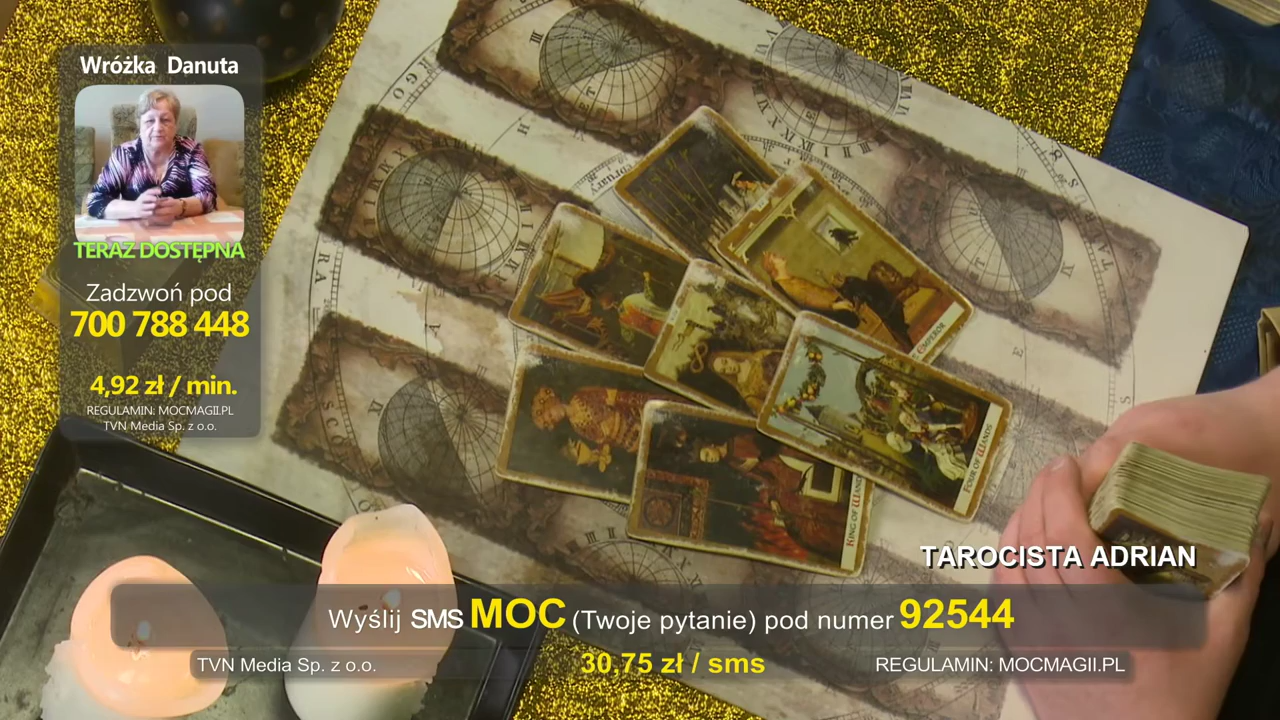 Wróżka Danuta
TERAZ DOSTĘPNA
Zadzwoń pod
700 788 448
4,92 zł / min.
REGULAMIN: MOCMAGII.PL
TVN Media Sp. z o.o.
EMPEROR
FOUR OF WANDS
KING OF WANDS
TAROCISTA ADRIAN
Wyślij SMS MOC (Twoje pytanie) pod numer 92544
TVN Media Sp. z o.o.
30,75 zł / sms
REGULAMIN: MOCMAGII.PL